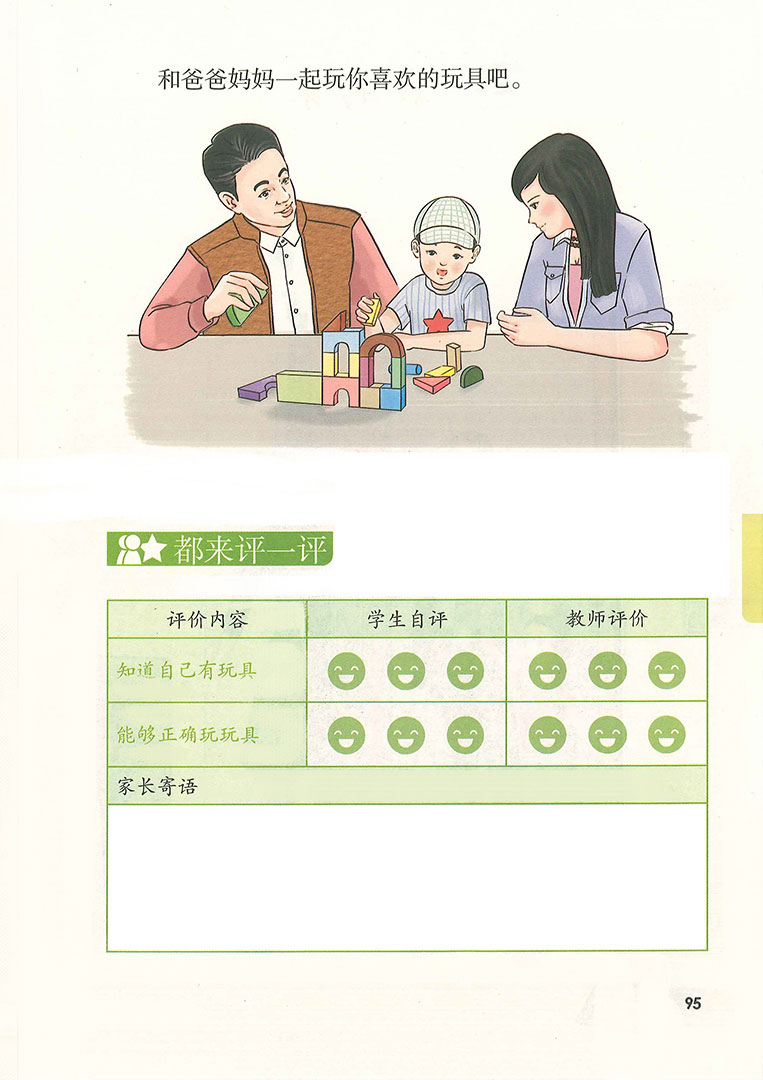 和爸爸妈妈一起玩你喜欢的玩具吧。
都来评一评
评价内容 学生自评 教师评价
知道自己有玩具
能够正确玩玩具
家长寄语
95